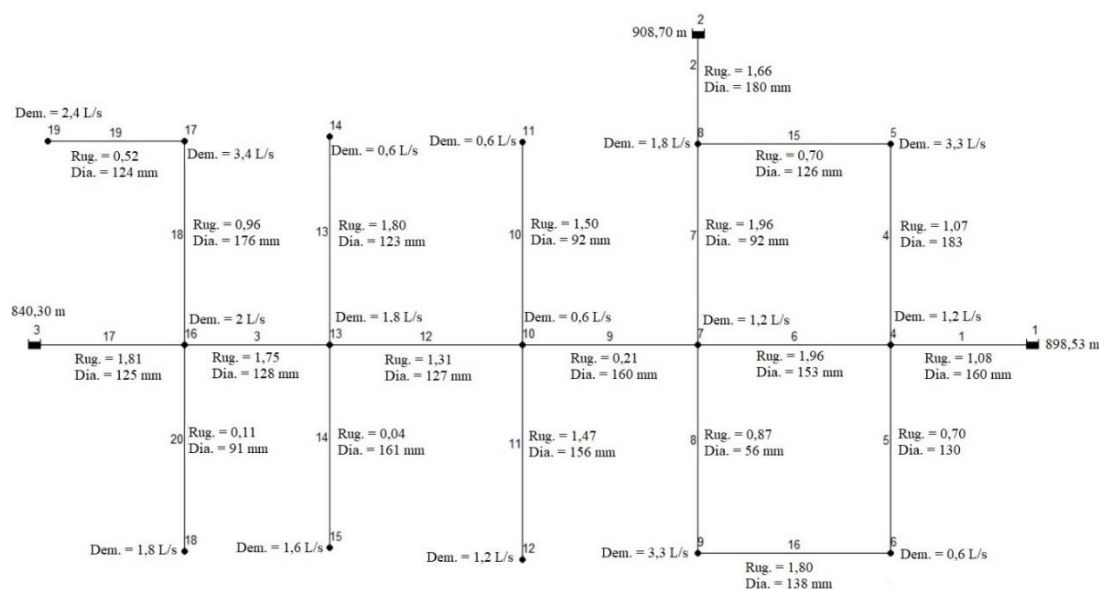 2
908,70 m
2
Rug. = 1,66
Dia. = 180 mm
Dem. = 2,4 L/s
19
19
17
Rug. = 0,52
Dia. = 124 mm
Dem. = 3,4 L/s
14
Dem. = 0,6 L/s
11
Dem. = 0,6 L/s
8
Dem. = 1,8 L/s
15
Rug. = 0,70
Dia. = 126 mm
5
Dem. = 3,3 L/s
18
Rug. = 0,96
Dia. = 176 mm
13
Rug. = 1,80
Dia. = 123 mm
10
Rug. = 1,50
Dia. = 92 mm
7
Rug. = 1,96
Dia. = 92 mm
4
Rug. = 1,07
Dia. = 183
840,30 m
3
17
Rug. = 1,81
Dia. = 125 mm
Dem. = 2 L/s
16
3
Rug. = 1,75
Dia. = 128 mm
Dem. = 1,8 L/s
13
12
Rug. = 1,31
Dia. = 127 mm
Dem. = 0,6 L/s
10
9
Rug. = 0,21
Dia. = 160 mm
Dem. = 1,2 L/s
7
6
Rug. = 1,96
Dia. = 153 mm
Dem. = 1,2 L/s
4
1
Rug. = 1,08
Dia. = 160 mm
1
898,53 m
20
Rug. = 0,11
Dia. = 91 mm
14
Rug. = 0,04
Dia. = 161 mm
11
Rug. = 1,47
Dia. = 156 mm
8
Rug. = 0,87
Dia. = 56 mm
5
Rug. = 0,70
Dia. = 130
Dem. = 1,8 L/s
18
Dem. = 1,6 L/s
15
Dem. = 1,2 L/s
12
Dem. = 3,3 L/s
9
16
Rug. = 1,80
Dia. = 138 mm
6
Dem. = 0,6 L/s